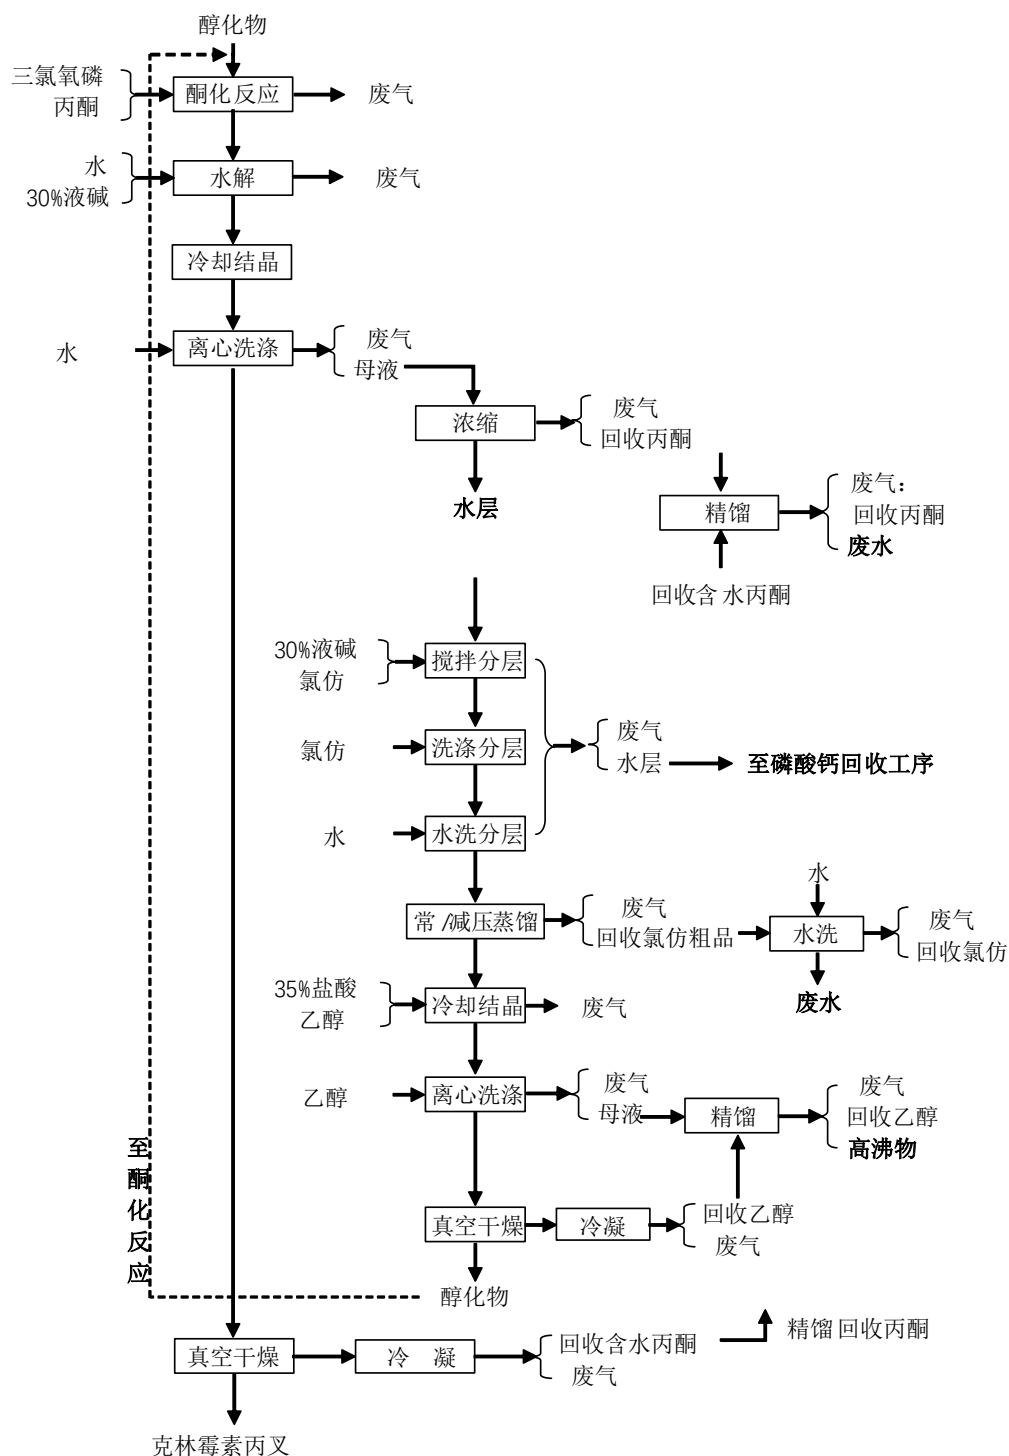 醇化物
三氯氧磷
丙酮
酮化反应
废气
水
30%液碱
水解
废气
冷却结晶
水
离心洗涤
废气
母液
浓缩
废气
回收丙酮
水层
精馏
废气：
回收丙酮
废水
回收含水丙酮
30%液碱
氯仿
搅拌分层
氯仿
洗涤分层
废气
水层
至磷酸钙回收工序
水
水洗分层
水
常/减压蒸馏
废气
回收氯仿粗品
水洗
废气
回收氯仿
废水
35%盐酸
乙醇
冷却结晶
废气
乙醇
离心洗涤
废气
母液
精馏
废气
回收乙醇
高沸物
至
酮
化
反
应
真空干燥
冷凝
回收乙醇
废气
醇化物
真空干燥
冷 凝
回收含水丙酮
废气
精馏回收丙酮
克林霉素丙叉